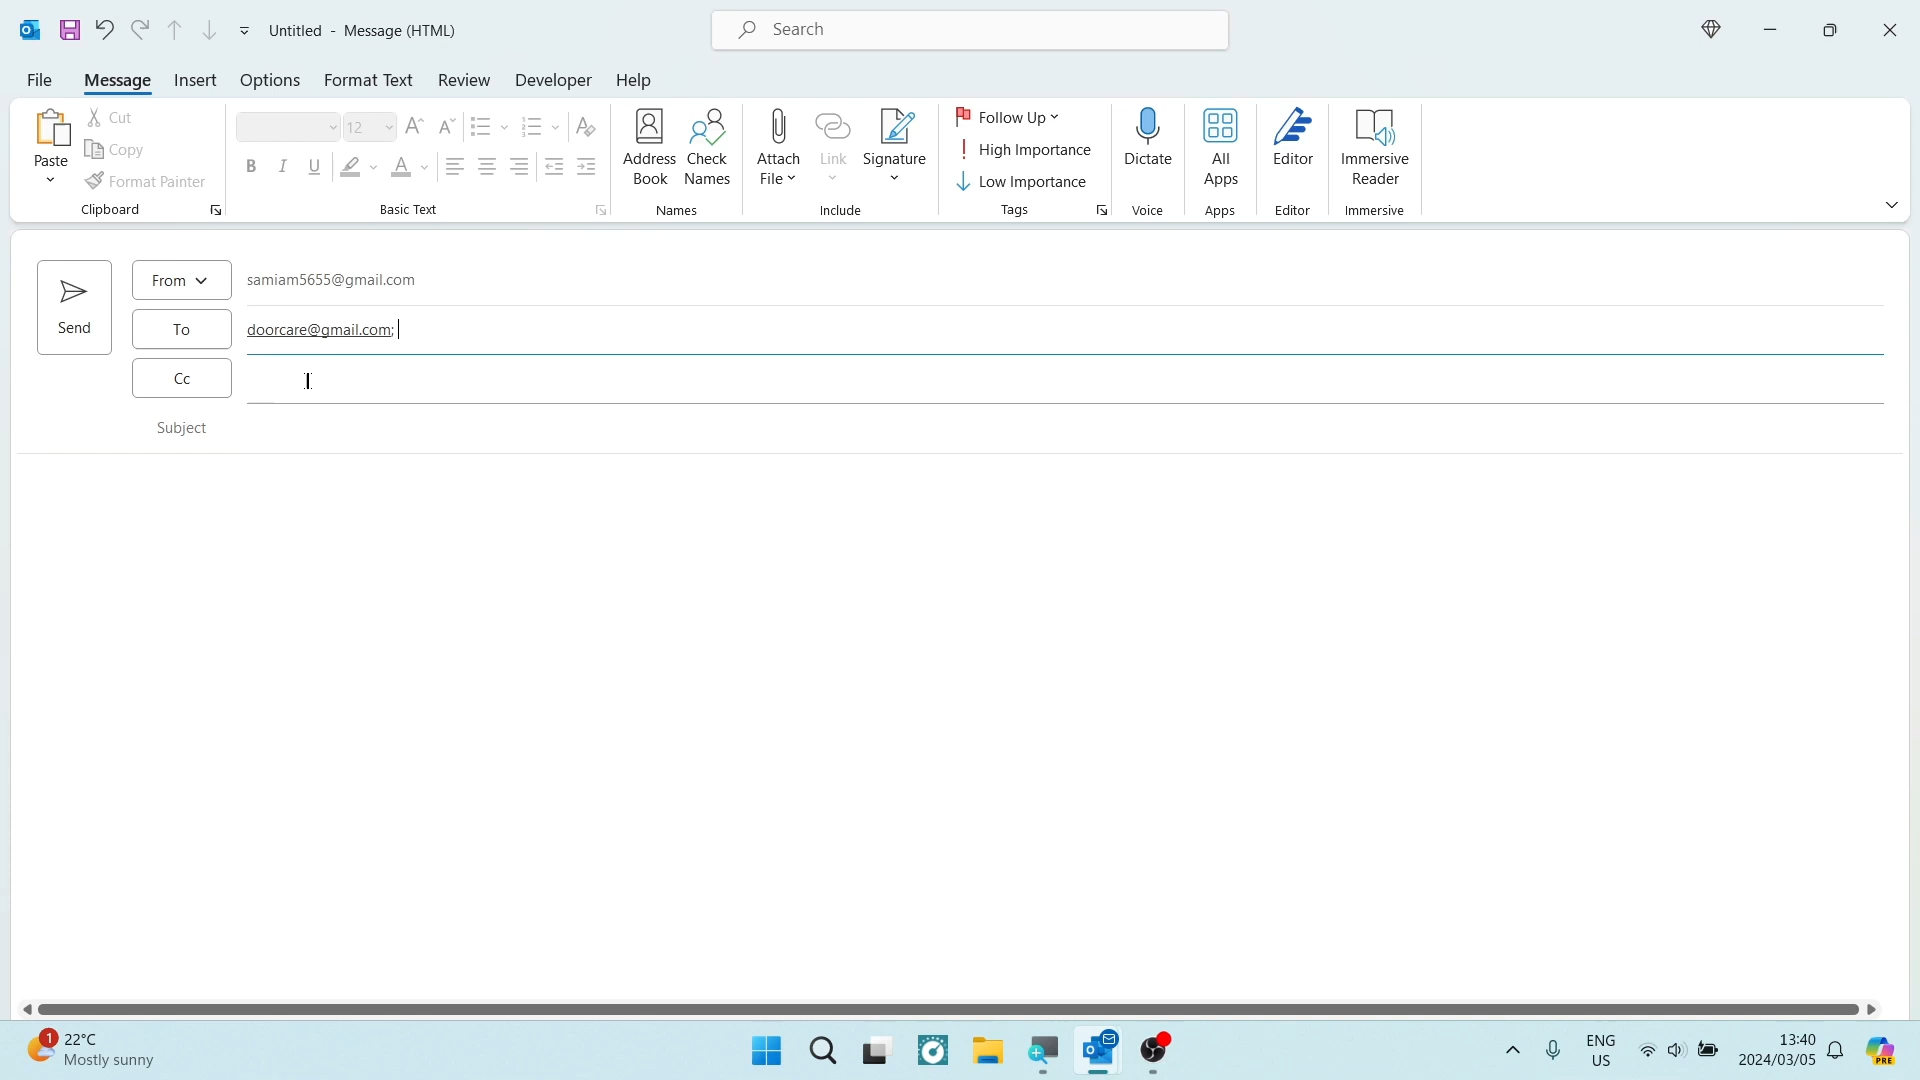 Untitled - Message (HTML)
Search
File Message Insert Options Format Text Review Developer Help
Paste
Cut
Copy
Format Painter
Clipboard
12
B I U A
Basic Text
Address Book
Check Names
Names
Attach File
Link
Signature
Include
Follow Up
High Importance
Low Importance
Tags
Dictate
Voice
All Apps
Apps
Editor
Editor
Immersive Reader
Immersive
Send
From samiam5655@gmail.com
To doorcare@gmail.com;
Cc
Subject
1
22°C
Mostly sunny
ENG
US
13:40
2024/03/05
PRE